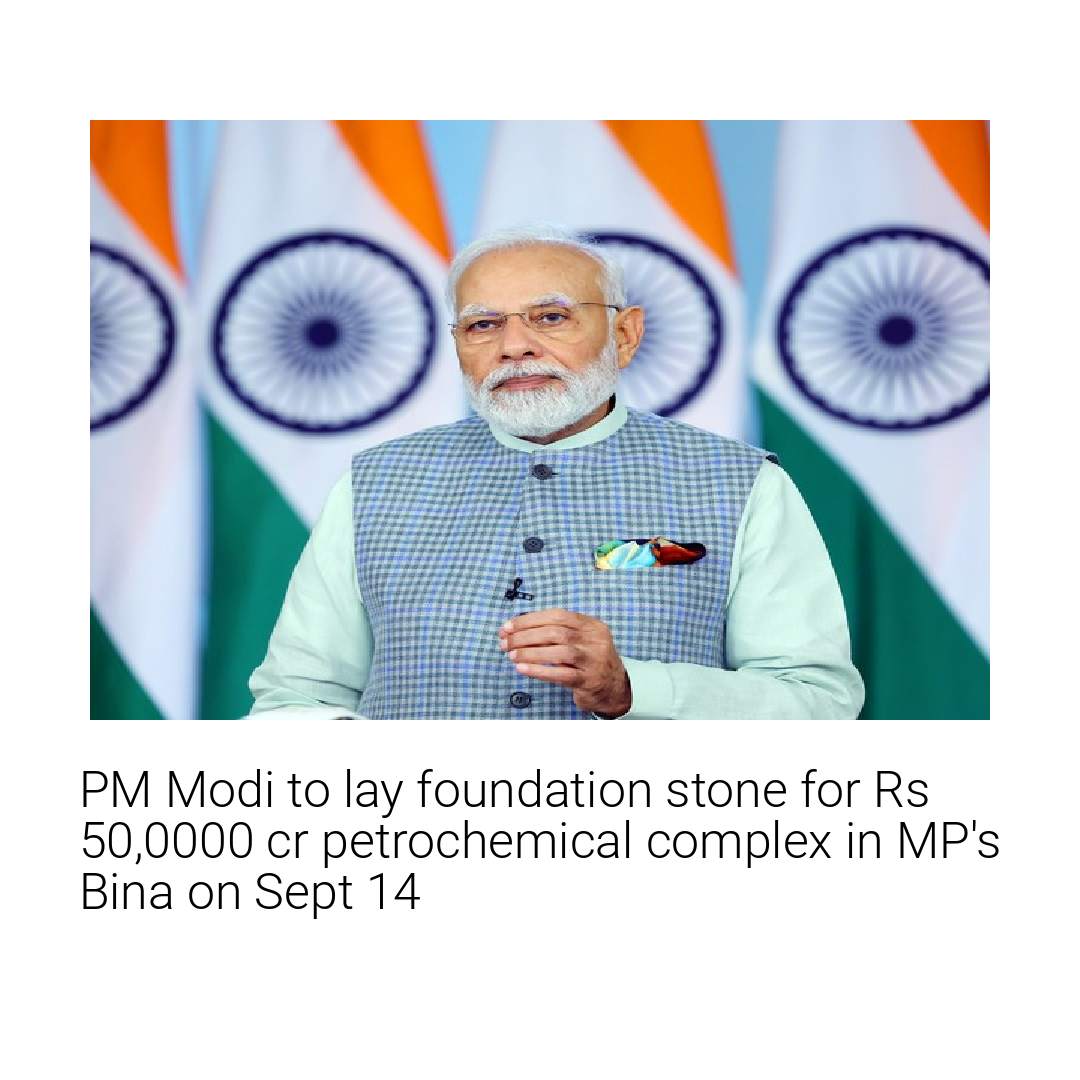 PM Modi to lay foundation stone for Rs
50,0000 cr petrochemical complex in MP's
Bina on Sept 14